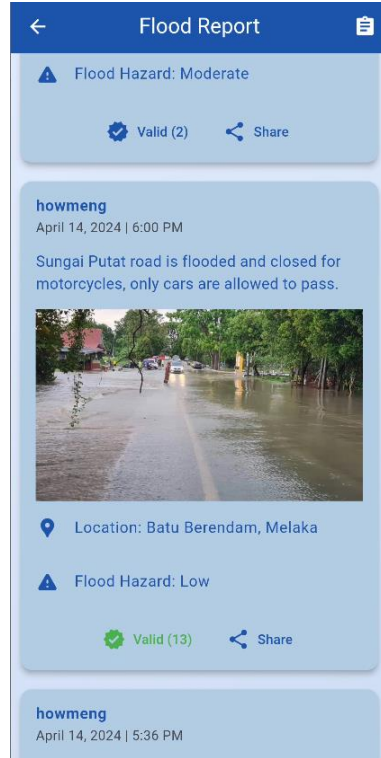 Flood Report
Flood Hazard: Moderate
Valid (2) Share
howmeng
April 14, 2024 | 6:00 PM
Sungai Putat road is flooded and closed for
motorcycles, only cars are allowed to pass.
Location: Batu Berendam, Melaka
Flood Hazard: Low
Valid (13) Share
howmeng
April 14, 2024 | 5:36 PM